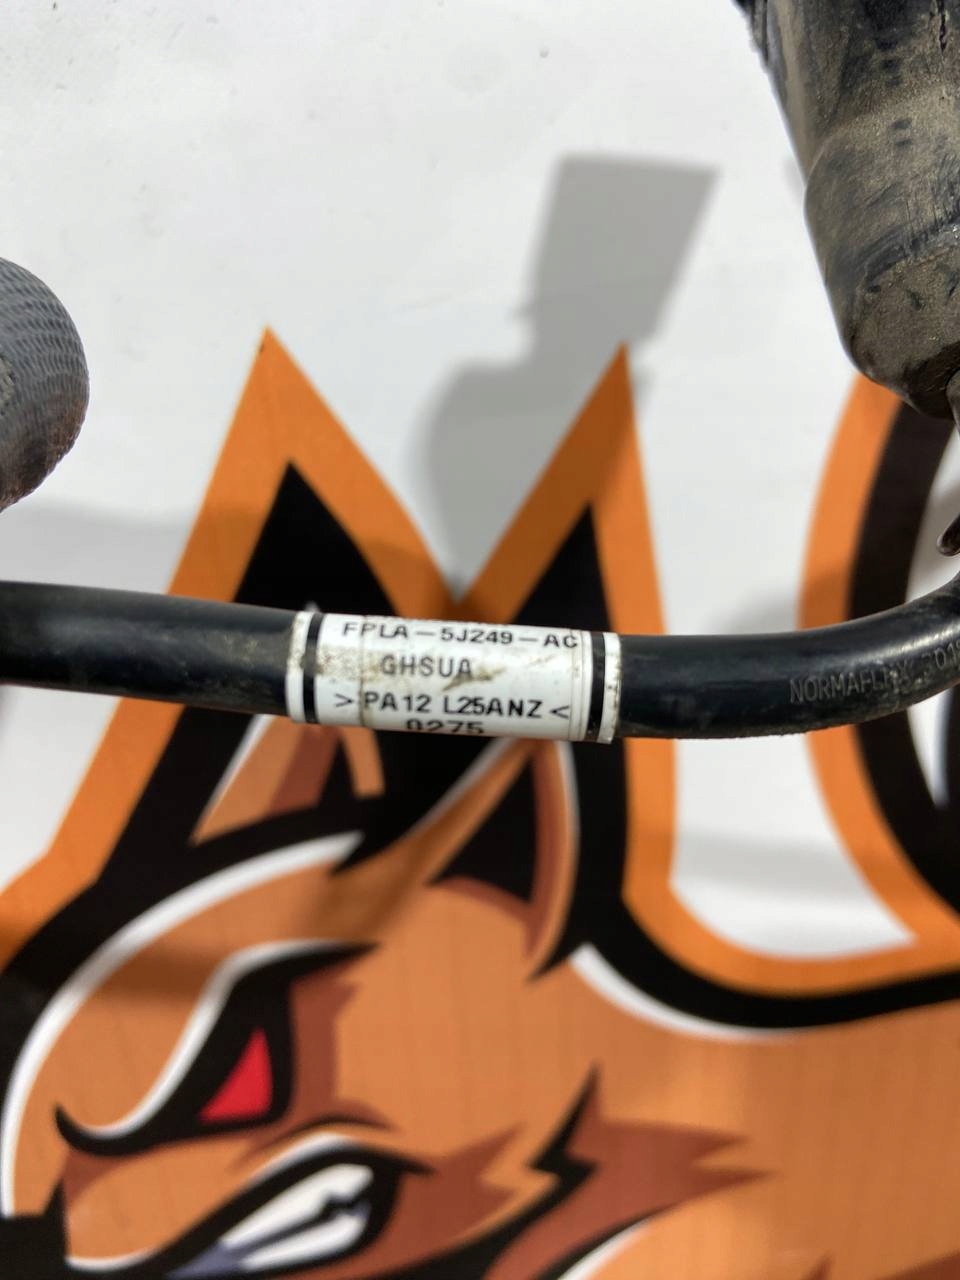 FPLA-5J249-AC
GHSUA
>PA12 L25ANZ<
0275
NORMAFLEX